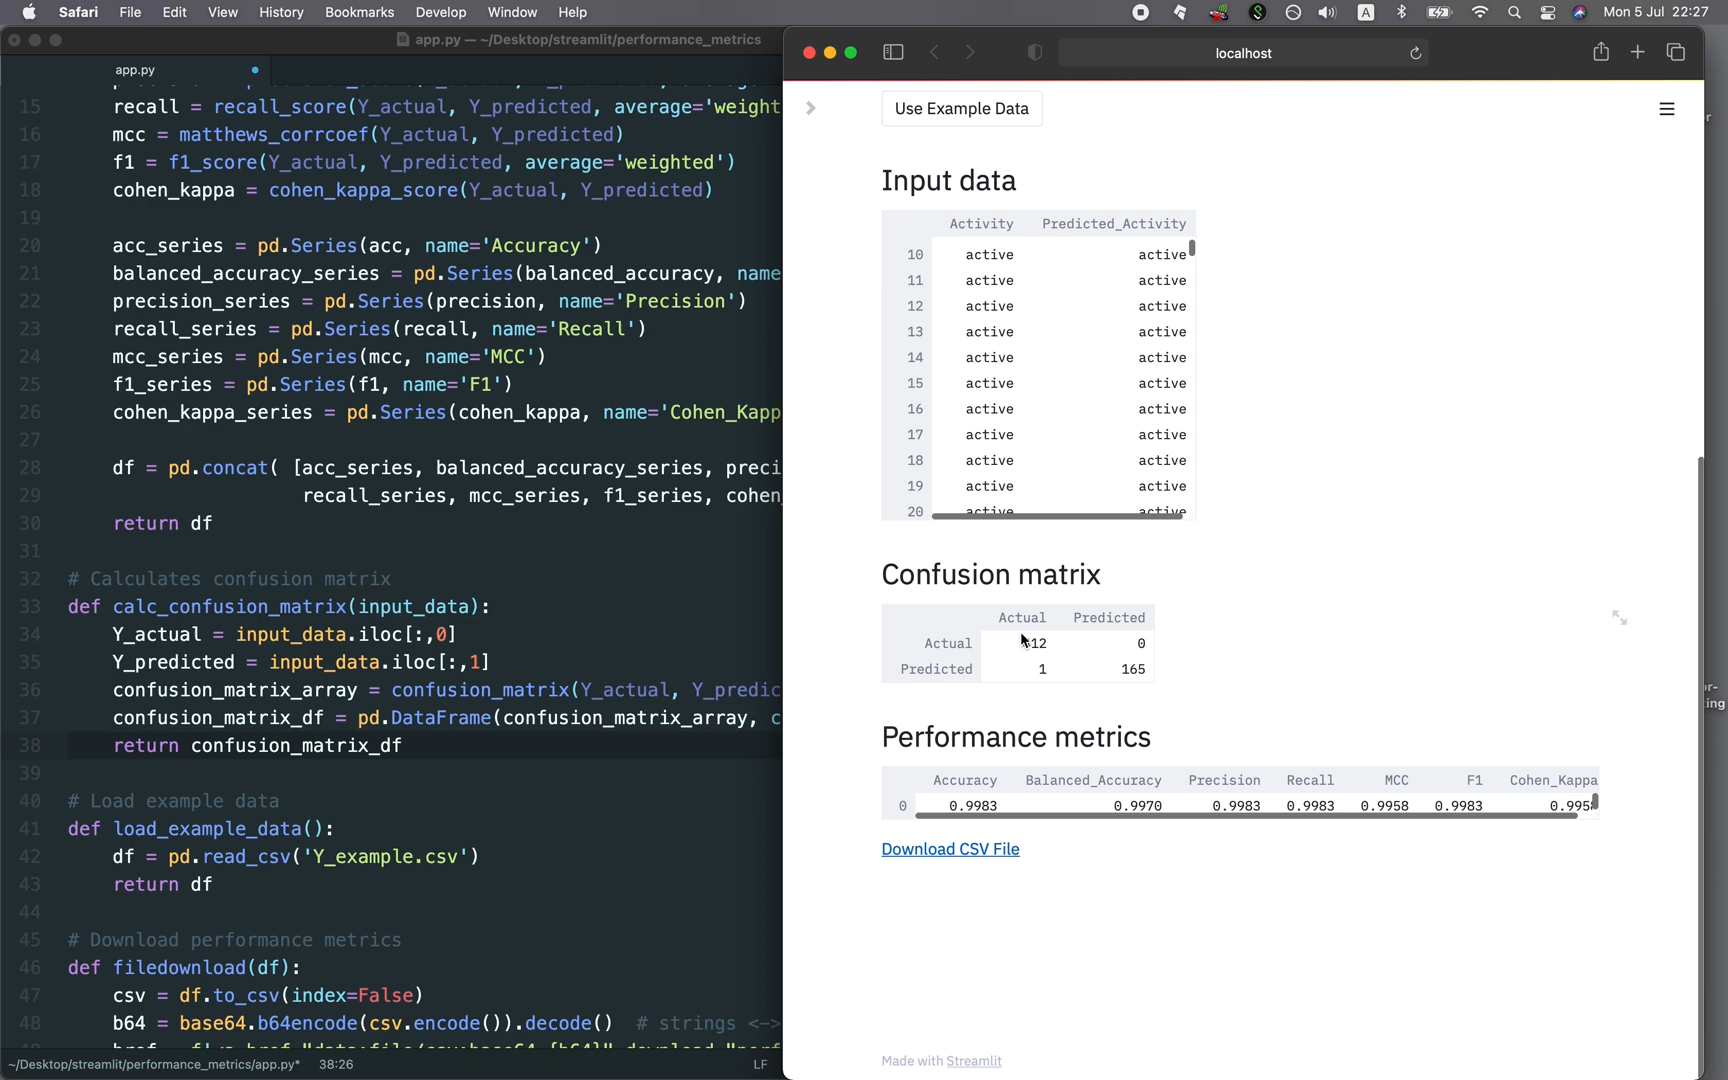 Safari File Edit View History Bookmarks Develop Window Help
A Mon 5 Jul 22:27
app.py — ~/Desktop/streamlit/performance_metrics
app.py
15 recall = recall_score(Y_actual, Y_predicted, average='weight
16 mcc = matthews_corrcoef(Y_actual, Y_predicted)
17 f1 = f1_score(Y_actual, Y_predicted, average='weighted')
18 cohen_kappa = cohen_kappa_score(Y_actual, Y_predicted)
19
20 acc_series = pd.Series(acc, name='Accuracy')
21 balanced_accuracy_series = pd.Series(balanced_accuracy, name
22 precision_series = pd.Series(precision, name='Precision')
23 recall_series = pd.Series(recall, name='Recall')
24 mcc_series = pd.Series(mcc, name='MCC')
25 f1_series = pd.Series(f1, name='F1')
26 cohen_kappa_series = pd.Series(cohen_kappa, name='Cohen_Kapp
27
28 df = pd.concat( [acc_series, balanced_accuracy_series, preci
29 recall_series, mcc_series, f1_series, cohen
30 return df
31
32 # Calculates confusion matrix
33 def calc_confusion_matrix(input_data):
34 Y_actual = input_data.iloc[:,0]
35 Y_predicted = input_data.iloc[:,1]
36 confusion_matrix_array = confusion_matrix(Y_actual, Y_predic
37 confusion_matrix_df = pd.DataFrame(confusion_matrix_array, c
38 return confusion_matrix_df
39
40 # Load example data
41 def load_example_data():
42 df = pd.read_csv('Y_example.csv')
43 return df
44
45 # Download performance metrics
46 def filedownload(df):
47 csv = df.to_csv(index=False)
48 b64 = base64.b64encode(csv.encode()).decode() # strings <->
~/Desktop/streamlit/performance_metrics/app.py* 38:26 LF
localhost
Use Example Data
Input data
Activity Predicted_Activity
10 active active
11 active active
12 active active
13 active active
14 active active
15 active active
16 active active
17 active active
18 active active
19 active active
20 active active
Confusion matrix
Actual Predicted
Actual 0
Predicted 1 165
Performance metrics
Accuracy Balanced_Accuracy Precision Recall MCC F1 Cohen_Kappa
0 0.9983 0.9970 0.9983 0.9983 0.9958 0.9983 0.995
Download CSV File
Made with Streamlit